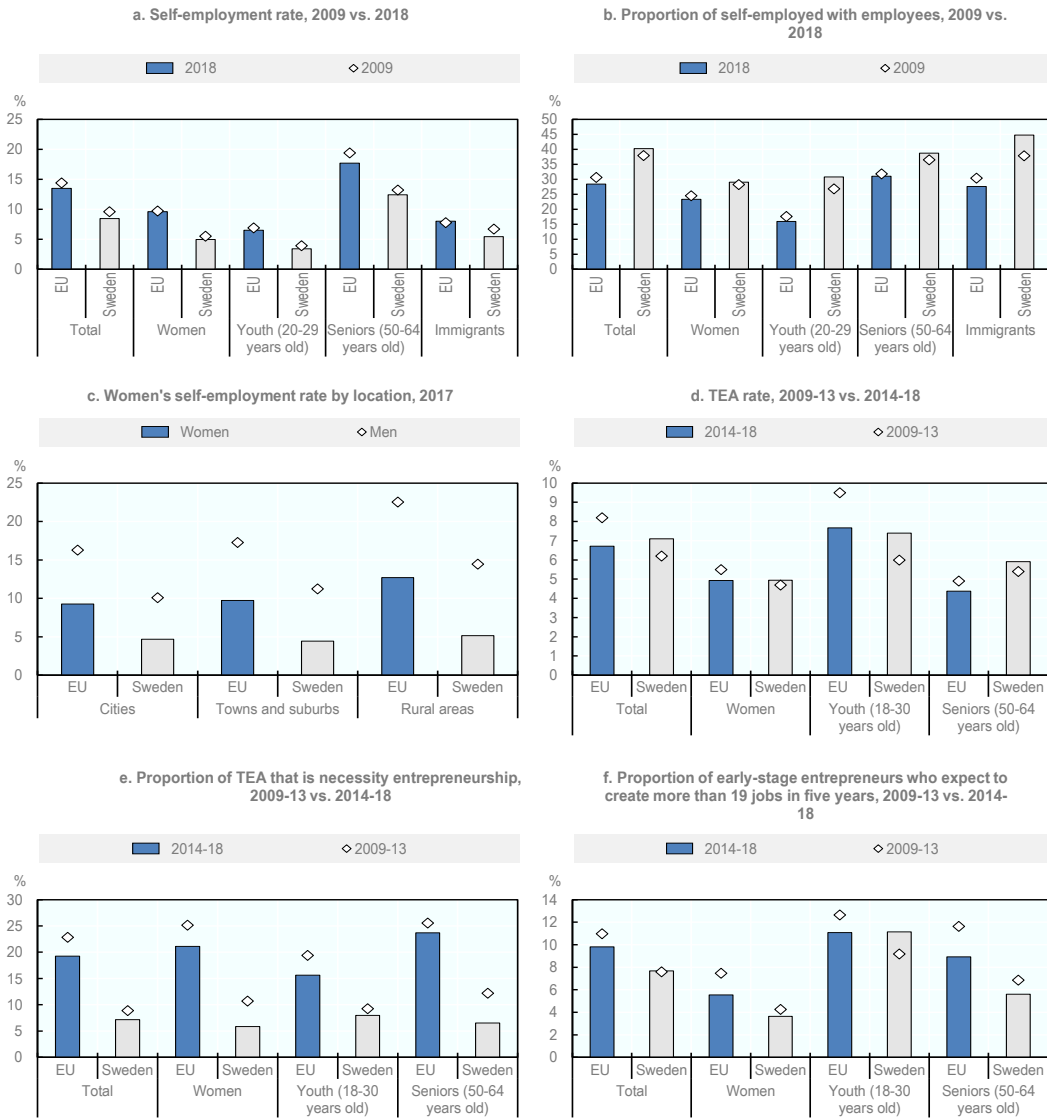 a. Self-employment rate, 2009 vs. 2018
2018
2009
%
25
20
15
10
5
0
EU
Sweden
EU
Sweden
EU
Sweden
EU
Sweden
EU
Sweden
Total
Women
Youth (20-29
years old)
Seniors (50-64
years old)
Immigrants
b. Proportion of self-employed with employees, 2009 vs.
2018
2018
2009
%
50
45
40
35
30
25
20
15
10
5
0
EU
Sweden
EU
Sweden
EU
Sweden
EU
Sweden
EU
Sweden
Total
Women
Youth (20-29
years old)
Seniors (50-64
years old)
Immigrants
c. Women's self-employment rate by location, 2017
Women
Men
%
25
20
15
10
5
0
EU
Sweden
EU
Sweden
EU
Sweden
Cities
Towns and suburbs
Rural areas
d. TEA rate, 2009-13 vs. 2014-18
2014-18
2009-13
%
10
9
8
7
6
5
4
3
2
1
0
EU
Sweden
EU
Sweden
EU
Sweden
EU
Sweden
Total
Women
Youth (18-30
years old)
Seniors (50-64
years old)
e. Proportion of TEA that is necessity entrepreneurship,
2009-13 vs. 2014-18
2014-18
2009-13
%
30
25
20
15
10
5
0
EU
Sweden
EU
Sweden
EU
Sweden
EU
Sweden
Total
Women
Youth (18-30
years old)
Seniors (50-64
years old)
f. Proportion of early-stage entrepreneurs who expect to
create more than 19 jobs in five years, 2009-13 vs. 2014-
18
2014-18
2009-13
%
14
12
10
8
6
4
2
0
EU
Sweden
EU
Sweden
EU
Sweden
EU
Sweden
Total
Women
Youth (18-30
years old)
Seniors (50-64
years old)